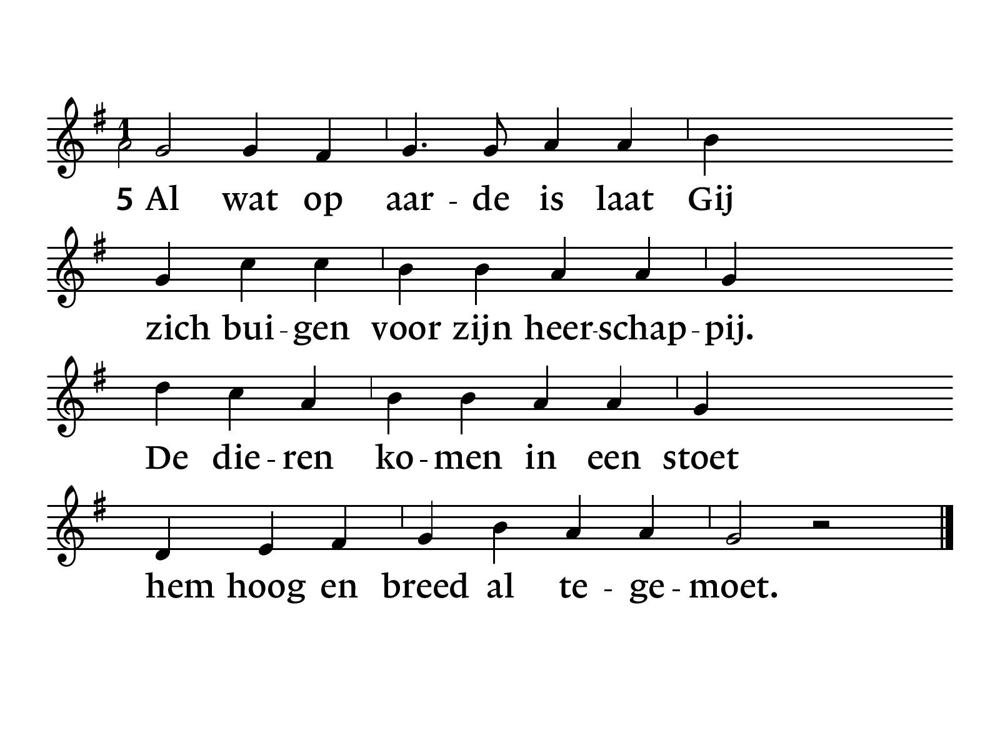 1
5 Al wat op aar - de is laat Gij
zich bui - gen voor zijn heer-schap - pij.
De die - ren ko - men in een stoet
hem hoog en breed al te - ge - moet.